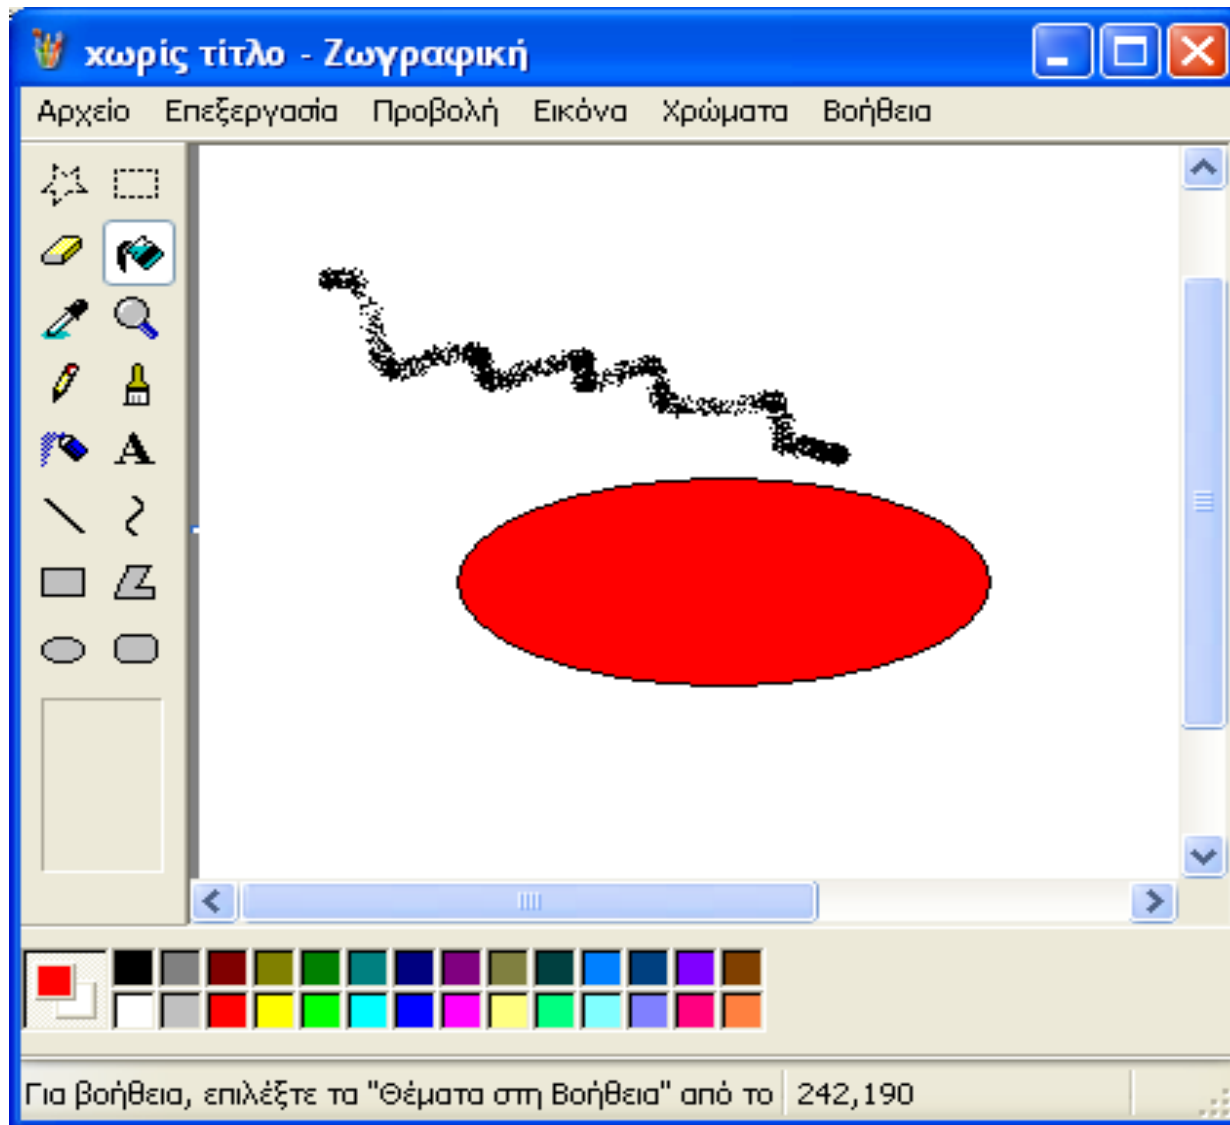 χωρίς τίτλο - Ζωγραφική
Αρχείο Επεξεργασία Προβολή Εικόνα Χρώματα Βοήθεια
A
Για βοήθεια, επιλέξτε τα "Θέματα στη Βοήθεια" από το 242,190